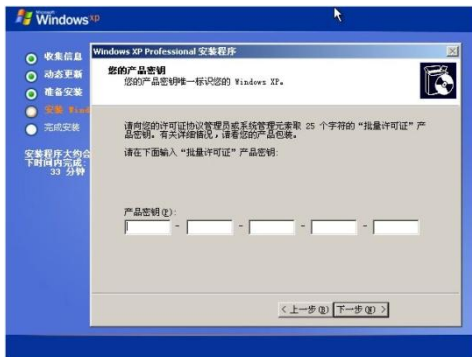 Microsoft
Windows xp
收集信息
动态更新
准备安装
安装 Wind
完成安装
安装程序大约会
下时间内完成:
33 分钟
Windows XP Professional 安装程序
您的产品密钥
您的产品密钥唯一标识您的 Windows XP。
请向您的许可证协议管理员或系统管理元索取 25 个字符的“批量许可证”产
品密钥。有关详细情况，请看您的产品包装。
请在下面输入“批量许可证”产品密钥:
产品密钥(P):
- - - -
< 上一步(B) 下一步(N) >